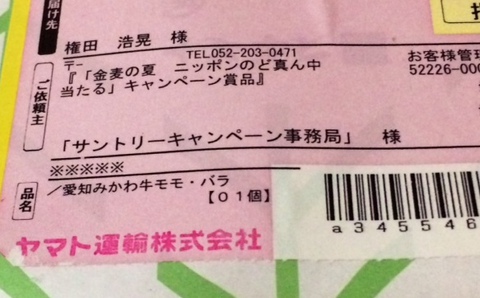 届け先
権田 浩晃 様
TEL052-203-0471
お客様管理
52226-000
ご依頼主
〒-
『「金麦の夏 ニッポンのど真ん中
当たる」キャンペーン賞品』
「サントリーキャンペーン事務局」 様
※※※※※
品名
／愛知みかわ牛モモ・バラ
【０１個】
ヤマト運輸株式会社
a345546